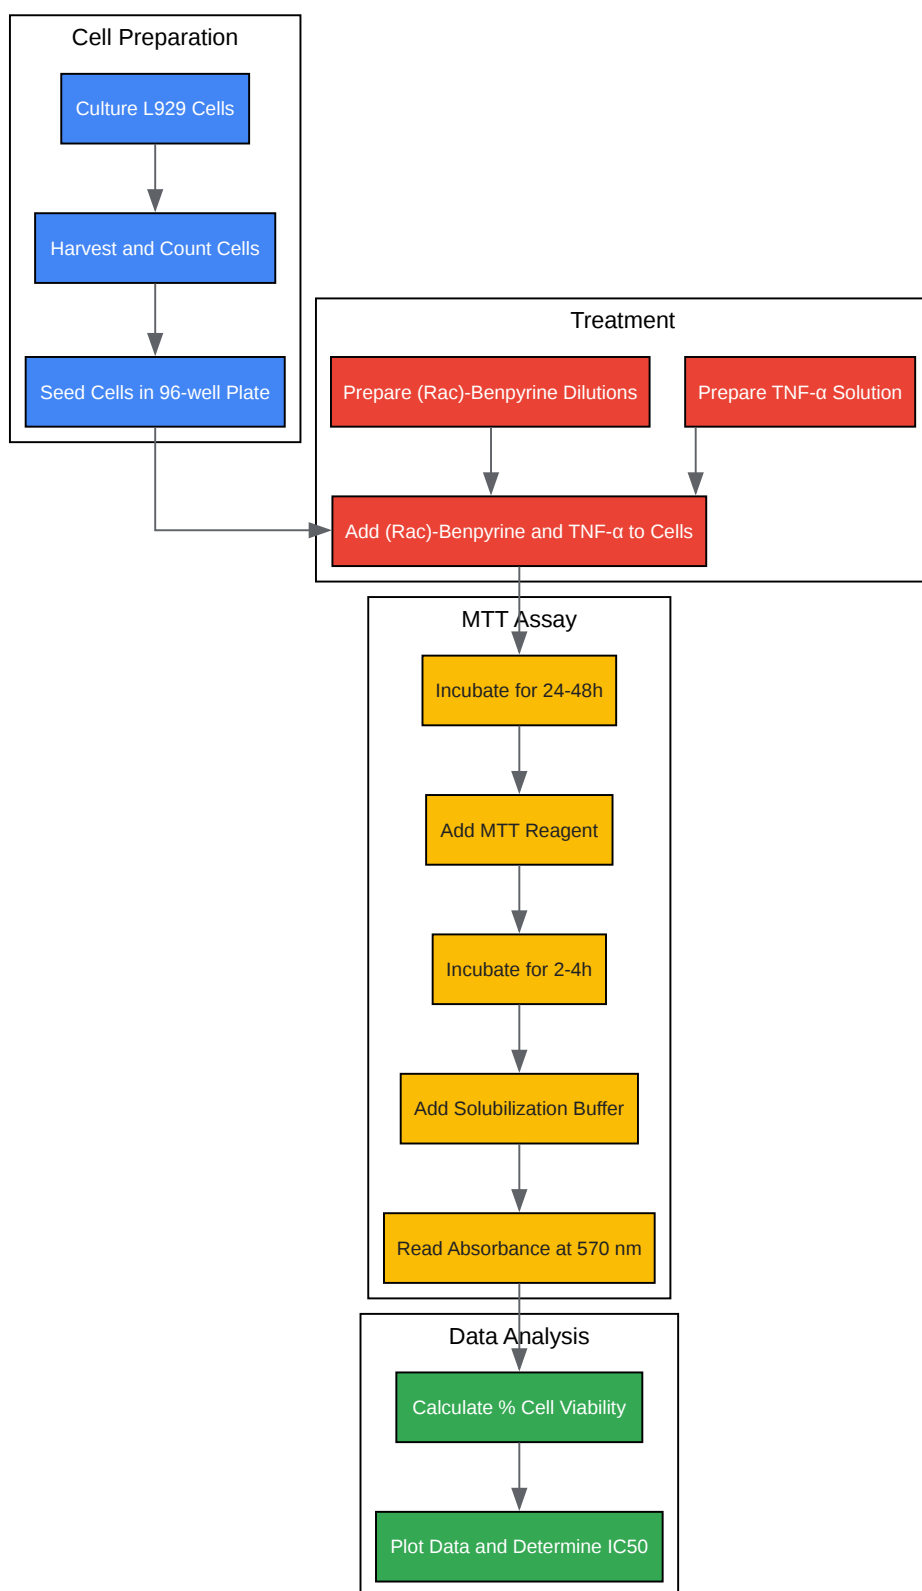 Cell Preparation
Culture L929 Cells
Harvest and Count Cells
Seed Cells in 96-well Plate
Treatment
Prepare (Rac)-Benpyrine Dilutions
Prepare TNF-α Solution
Add (Rac)-Benpyrine and TNF-α to Cells
MTT Assay
Incubate for 24-48h
Add MTT Reagent
Incubate for 2-4h
Add Solubilization Buffer
Read Absorbance at 570 nm
Data Analysis
Calculate % Cell Viability
Plot Data and Determine IC50